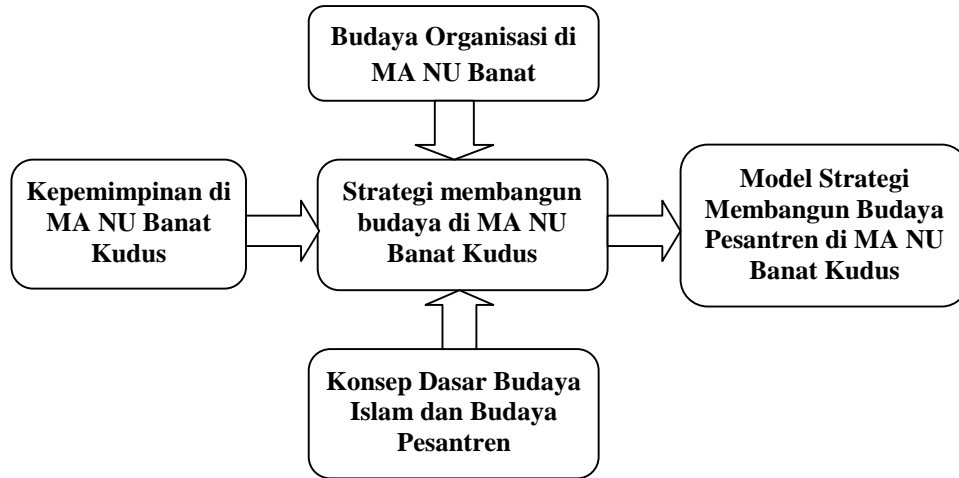 Budaya Organisasi di
MA NU Banat
Kepemimpinan di
MA NU Banat
Kudus
Strategi membangun
budaya di MA NU
Banat Kudus
Model Strategi
Membangun Budaya
Pesantren di MA NU
Banat Kudus
Konsep Dasar Budaya
Islam dan Budaya
Pesantren